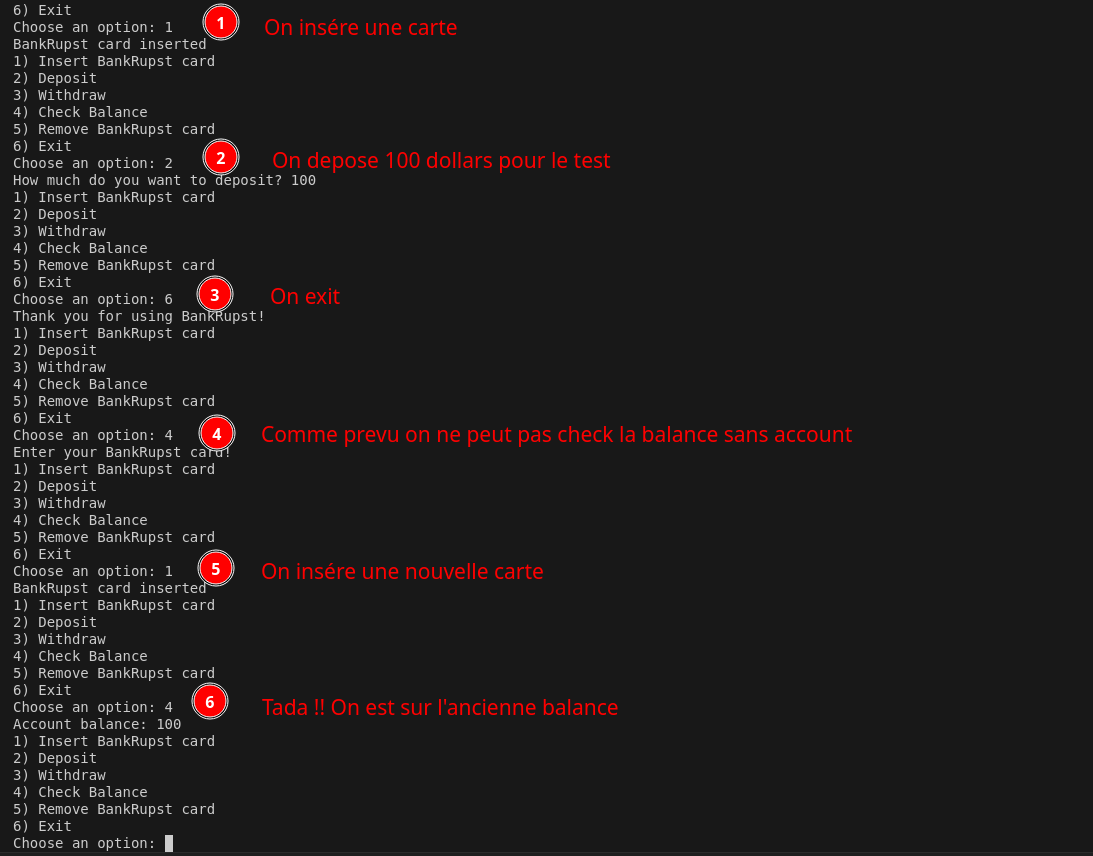 6) Exit
Choose an option: 1 1 On insére une carte
BankRupst card inserted
1) Insert BankRupst card
2) Deposit
3) Withdraw
4) Check Balance
5) Remove BankRupst card
6) Exit
Choose an option: 2 2 On depose 100 dollars pour le test
How much do you want to deposit? 100
1) Insert BankRupst card
2) Deposit
3) Withdraw
4) Check Balance
5) Remove BankRupst card
6) Exit
Choose an option: 6 3 On exit
Thank you for using BankRupst!
1) Insert BankRupst card
2) Deposit
3) Withdraw
4) Check Balance
5) Remove BankRupst card
6) Exit
Choose an option: 4 4 Comme prevu on ne peut pas check la balance sans account
Enter your BankRupst card!
1) Insert BankRupst card
2) Deposit
3) Withdraw
4) Check Balance
5) Remove BankRupst card
6) Exit
Choose an option: 1 5 On insére une nouvelle carte
BankRupst card inserted
1) Insert BankRupst card
2) Deposit
3) Withdraw
4) Check Balance
5) Remove BankRupst card
6) Exit
Choose an option: 4 6 Tada !! On est sur l'ancienne balance
Account balance: 100
1) Insert BankRupst card
2) Deposit
3) Withdraw
4) Check Balance
5) Remove BankRupst card
6) Exit
Choose an option: